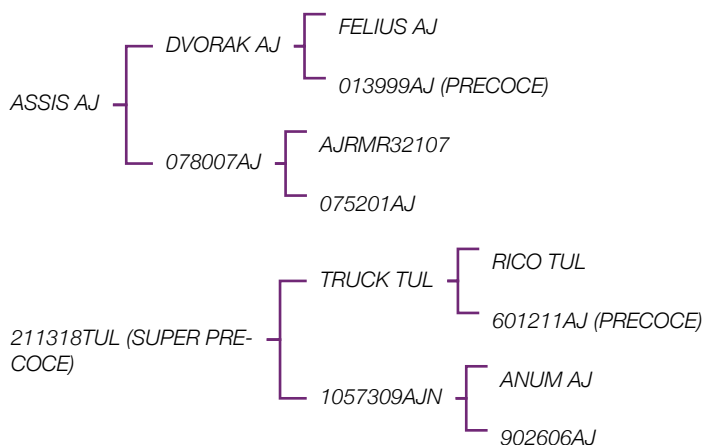 FELIUS AJ
DVORAK AJ
013999AJ (PRECOCE)
ASSIS AJ
AJRMR32107
078007AJ
075201AJ
RICO TUL
TRUCK TUL
601211AJ (PRECOCE)
211318TUL (SUPER PRE-
COCE)
ANUM AJ
1057309AJN
902606AJ